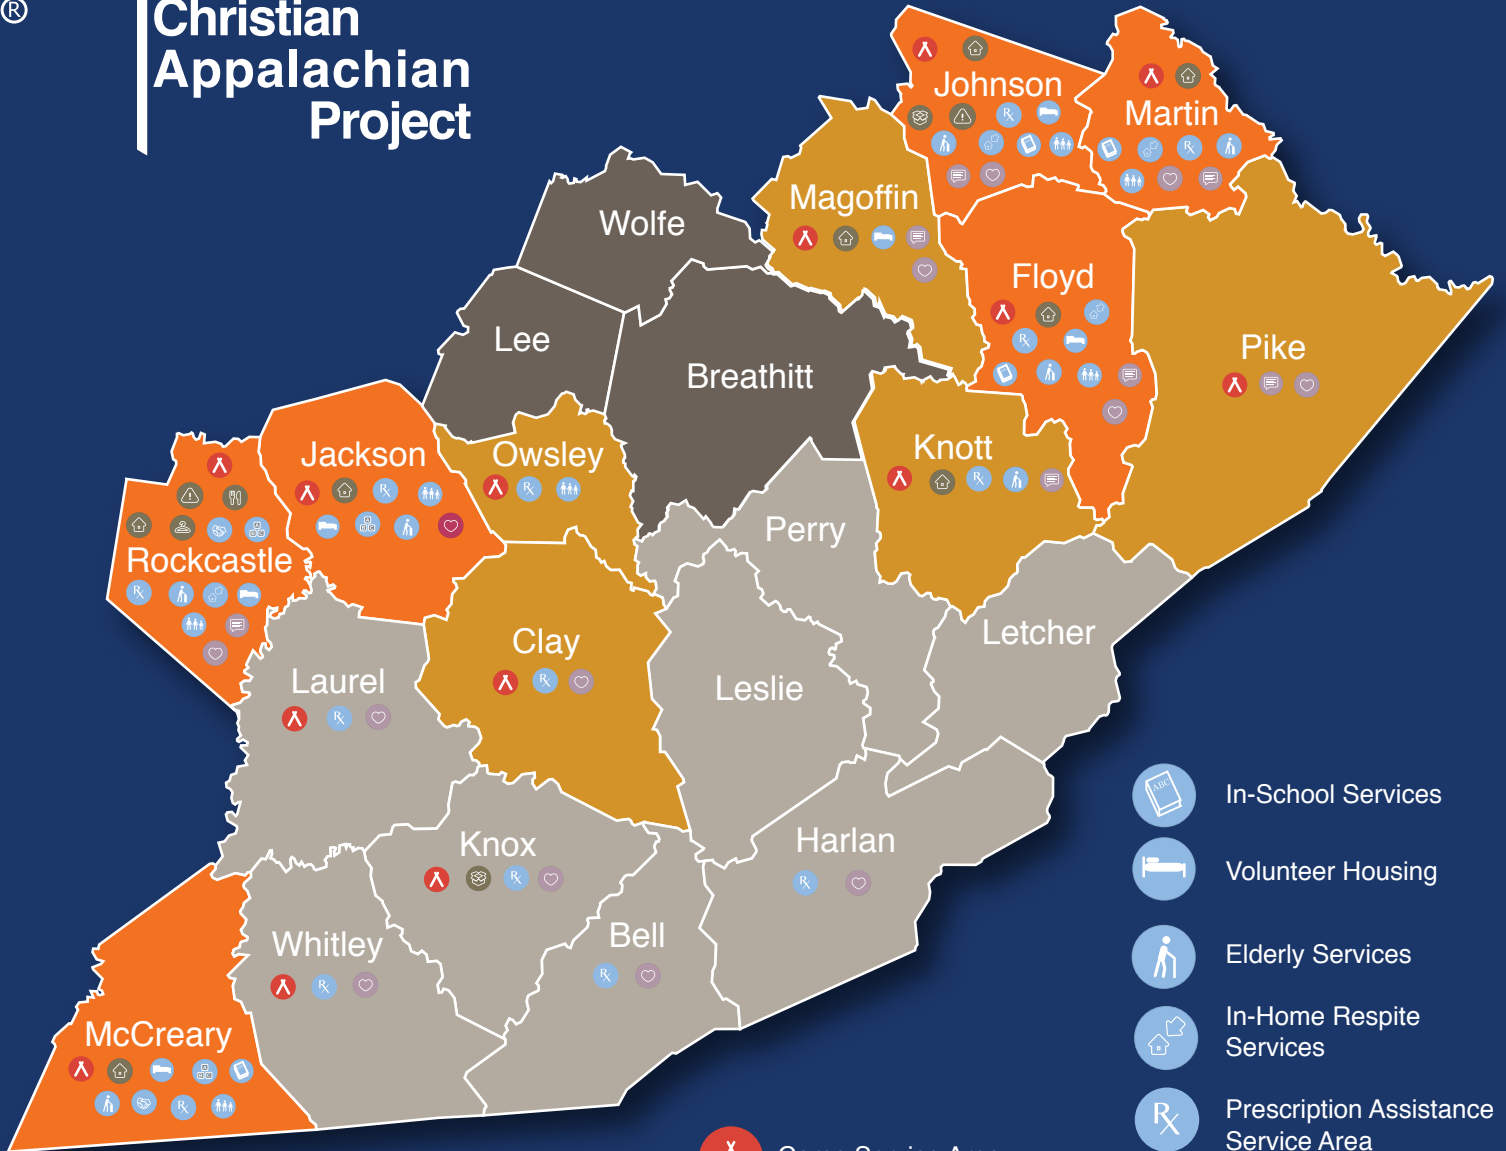 ®
Christian
Appalachian
Project
Johnson
Martin
Magoffin
Wolfe
Floyd
Lee
Pike
Breathitt
Jackson
Owsley
Knott
Perry
Rockcastle
Clay
Letcher
Laurel
Leslie
Knox
Harlan
Whitley
Bell
McCreary
ABC
In-School Services
Volunteer Housing
Elderly Services
In-Home Respite
Services
Rx
Prescription Assistance
Service Area